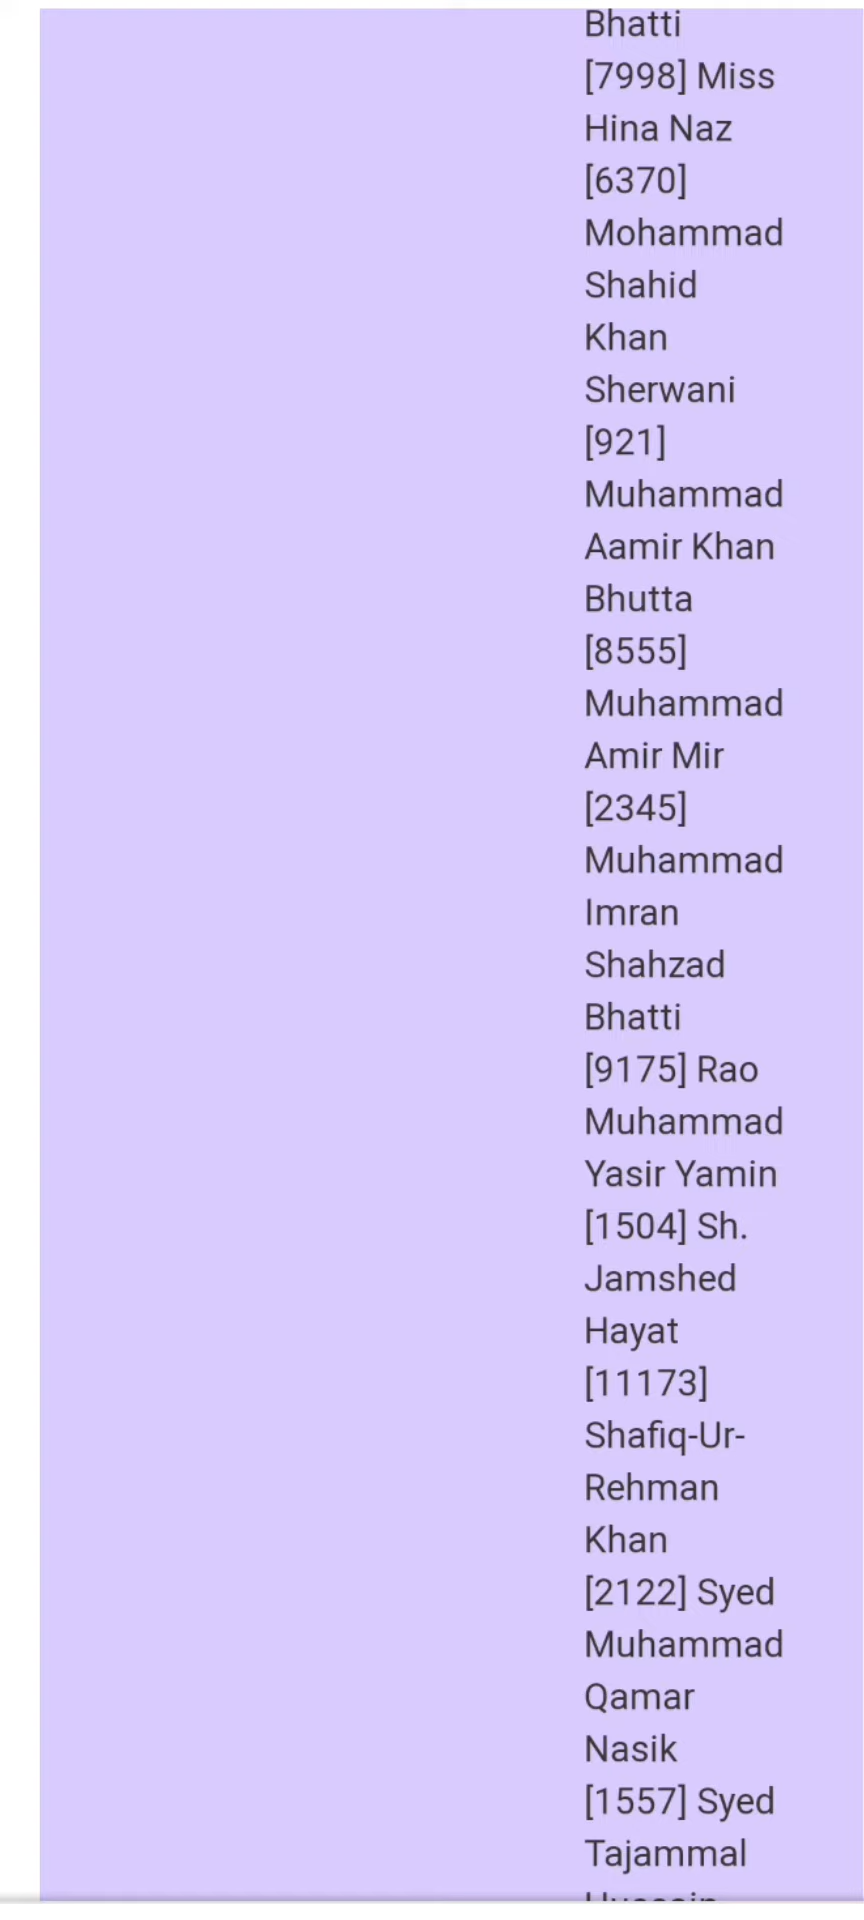 Bhatti
[7998] Miss
Hina Naz
[6370]
Mohammad
Shahid
Khan
Sherwani
[921]
Muhammad
Aamir Khan
Bhutta
[8555]
Muhammad
Amir Mir
[2345]
Muhammad
Imran
Shahzad
Bhatti
[9175] Rao
Muhammad
Yasir Yamin
[1504] Sh.
Jamshed
Hayat
[11173]
Shafiq-Ur-
Rehman
Khan
[2122] Syed
Muhammad
Qamar
Nasik
[1557] Syed
Tajammal